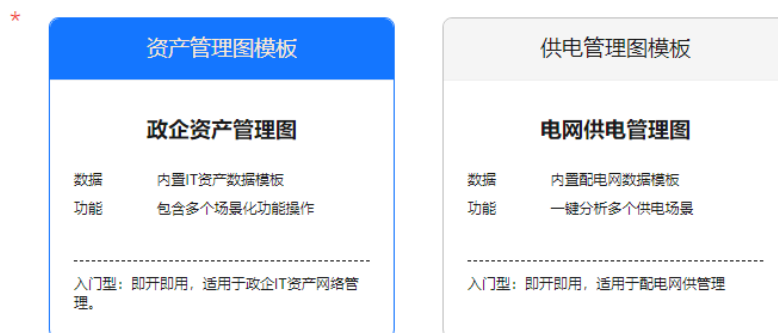 *
资产管理图模板
政企资产管理图
数据 内置IT资产数据模板
功能 包含多个场景化功能操作
入门型：即开即用，适用于政企IT资产网络管
理。
供电管理图模板
电网供电管理图
数据 内置配电网数据模板
功能 一键分析多个供电场景
入门型：即开即用，适用于配电网供管理